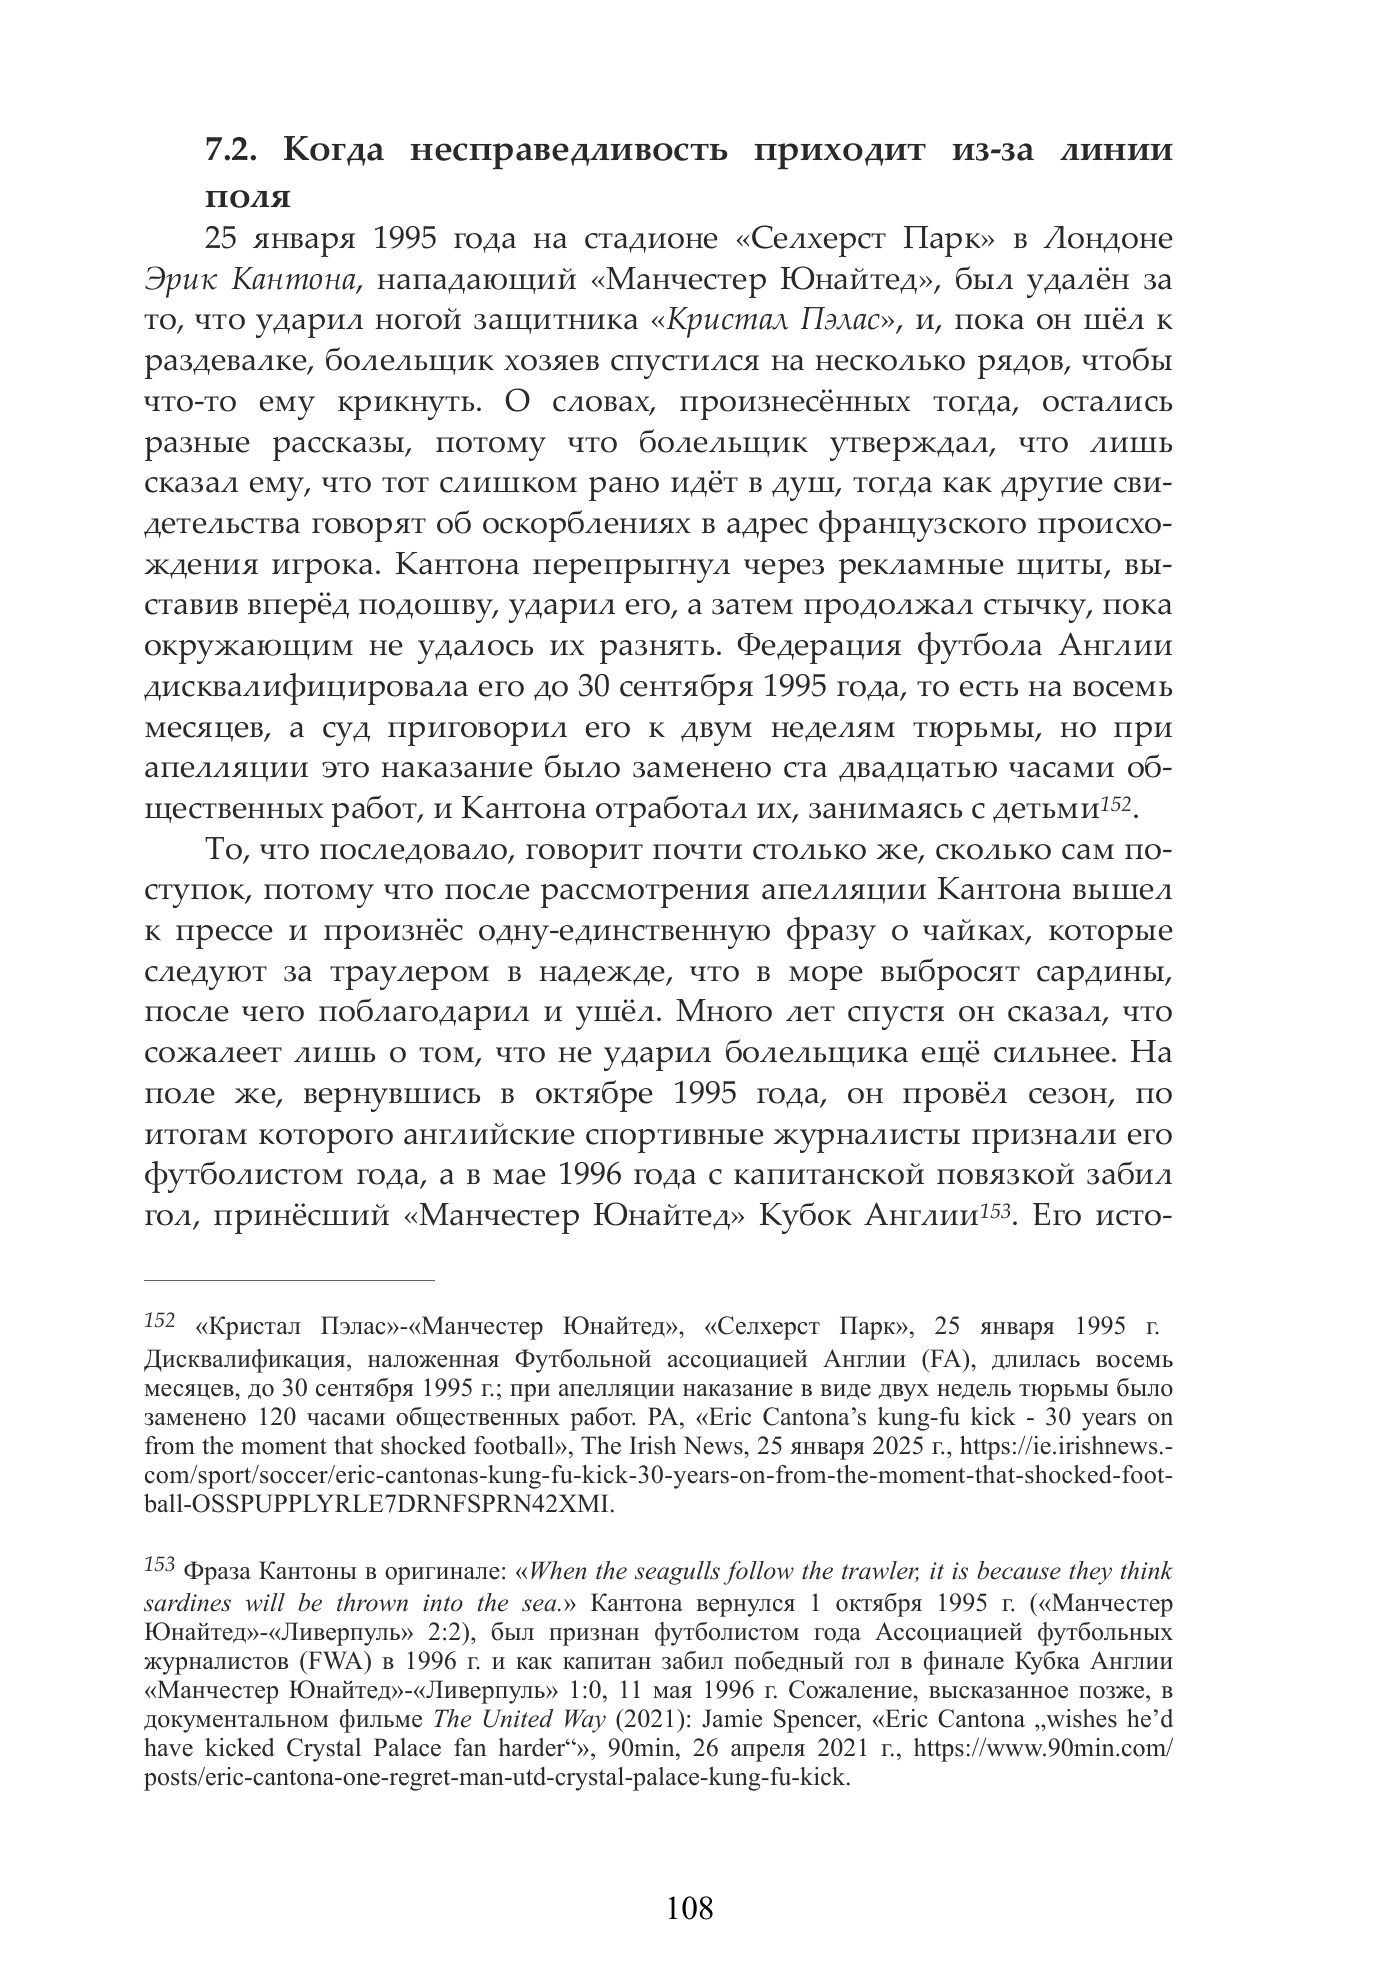 7.2. Когда несправедливость приходит из-за линии
поля
25 января 1995 года на стадионе «Селхерст Парк» в Лондоне
Эрик Кантона, нападающий «Манчестер Юнайтед», был удалён за
то, что ударил ногой защитника «Кристал Пэлас», и, пока он шёл к
раздевалке, болельщик хозяев спустился на несколько рядов, чтобы
что-то ему крикнуть. О словах, произнесённых тогда, остались
разные рассказы, потому что болельщик утверждал, что лишь
сказал ему, что тот слишком рано идёт в душ, тогда как другие сви-
детельства говорят об оскорблениях в адрес французского происхо-
ждения игрока. Кантона перепрыгнул через рекламные щиты, вы-
ставив вперёд подошву, ударил его, а затем продолжал стычку, пока
окружающим не удалось их разнять. Федерация футбола Англии
дисквалифицировала его до 30 сентября 1995 года, то есть на восемь
месяцев, а суд приговорил его к двум неделям тюрьмы, но при
апелляции это наказание было заменено ста двадцатью часами об-
щественных работ, и Кантона отработал их, занимаясь с детьми152.
То, что последовало, говорит почти столько же, сколько сам по-
ступок, потому что после рассмотрения апелляции Кантона вышел
к прессе и произнёс одну-единственную фразу о чайках, которые
следуют за траулером в надежде, что в море выбросят сардины,
после чего поблагодарил и ушёл. Много лет спустя он сказал, что
сожалеет лишь о том, что не ударил болельщика ещё сильнее. На
поле же, вернувшись в октябре 1995 года, он провёл сезон, по
итогам которого английские спортивные журналисты признали его
футболистом года, а в мае 1996 года с капитанской повязкой забил
гол, принёсший «Манчестер Юнайтед» Кубок Англии153. Его исто-
152 «Кристал Пэлас»-«Манчестер Юнайтед», «Селхерст Парк», 25 января 1995 г.
Дисквалификация, наложенная Футбольной ассоциацией Англии (FA), длилась восемь
месяцев, до 30 сентября 1995 г.; при апелляции наказание в виде двух недель тюрьмы было
заменено 120 часами общественных работ. PA, «Eric Cantona’s kung-fu kick - 30 years on
from the moment that shocked football», The Irish News, 25 января 2025 г., https://ie.irishnews.-
com/sport/soccer/eric-cantonas-kung-fu-kick-30-years-on-from-the-moment-that-shocked-foot-
ball-OSSPUPPLYRLE7DRNFSPRN42XMI.
153 Фраза Кантоны в оригинале: «When the seagulls follow the trawler, it is because they think
sardines will be thrown into the sea.» Кантона вернулся 1 октября 1995 г. («Манчестер
Юнайтед»-«Ливерпуль» 2:2), был признан футболистом года Ассоциацией футбольных
журналистов (FWA) в 1996 г. и как капитан забил победный гол в финале Кубка Англии
«Манчестер Юнайтед»-«Ливерпуль» 1:0, 11 мая 1996 г. Сожаление, высказанное позже, в
документальном фильме The United Way (2021): Jamie Spencer, «Eric Cantona „wishes he’d
have kicked Crystal Palace fan harder“», 90min, 26 апреля 2021 г., https://www.90min.com/
posts/eric-cantona-one-regret-man-utd-crystal-palace-kung-fu-kick.
108